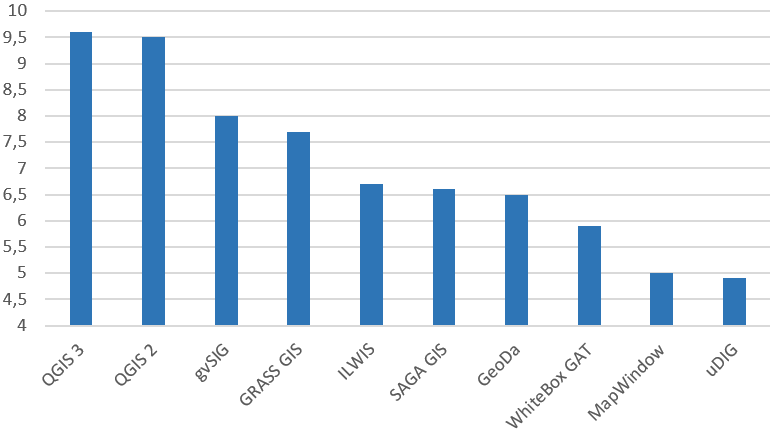 10
9,5
9
8,5
8
7,5
7
6,5
6
5,5
5
4,5
4
QGIS 3
QGIS 2
gvSIG
GRASS GIS
ILWIS
SAGA GIS
GeoDa
WhiteBox GAT
MapWindow
uDIG